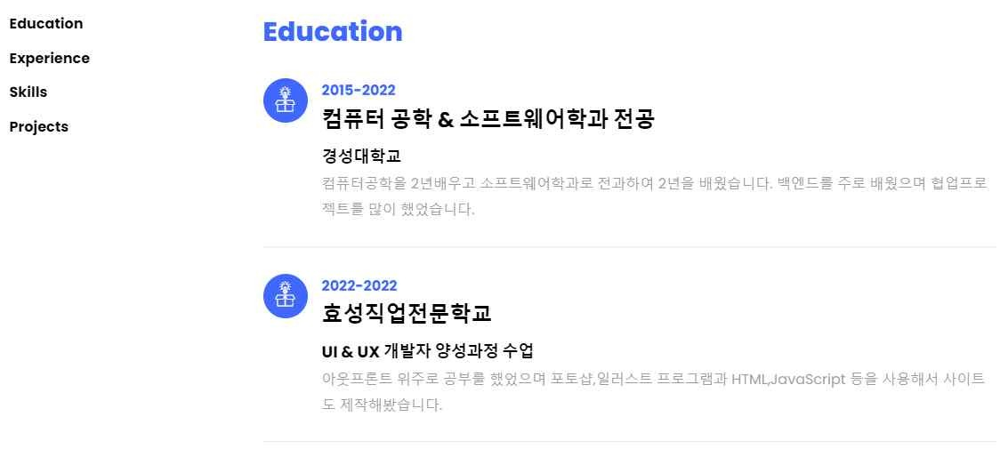 Education
Experience
Skills
Projects
Education
2015-2022
컴퓨터 공학 & 소프트웨어학과 전공
경성대학교
컴퓨터공학을 2년배우고 소프트웨어학과로 전과하여 2년을 배웠습니다. 백엔드를 주로 배웠으며 협업프로
젝트를 많이 했었습니다.
2022-2022
효성직업전문학교
UI & UX 개발자 양성과정 수업
아웃프론트 위주로 공부를 했었으며 포토샵,일러스트 프로그램과 HTML,JavaScript 등을 사용해서 사이트
도 제작해봤습니다.